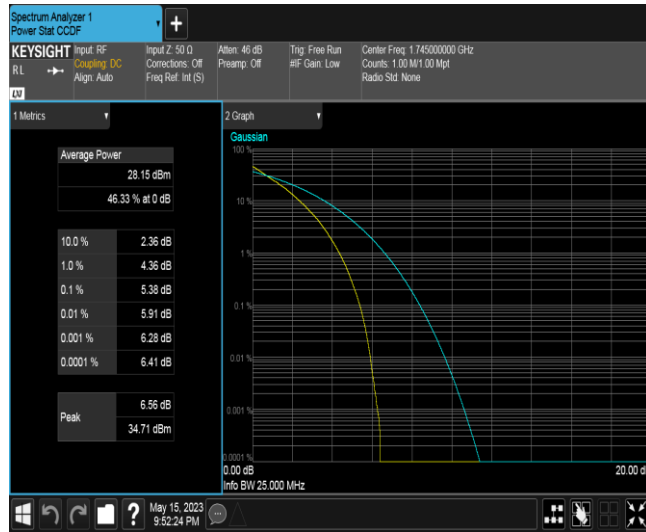 Spectrum Analyzer 1
Power Stat CCDF
+
KEYSIGHT
RL
LXI
Input: RF
Coupling: DC
Align: Auto
Input Z: 50 Ω
Corrections: Off
Freq Ref: Int (S)
Atten: 46 dB
Preamp: Off
Trig: Free Run
#IF Gain: Low
Center Freq: 1.745000000 GHz
Counts: 1.00 M/1.00 Mpt
Radio Std: None
1 Metrics
Average Power
28.15 dBm
46.33 % at 0 dB
10.0 % 2.36 dB
1.0 % 4.36 dB
0.1 % 5.38 dB
0.01 % 5.91 dB
0.001 % 6.28 dB
0.0001 % 6.41 dB
Peak
6.56 dB
34.71 dBm
2 Graph
Gaussian
100 %
10 %
1 %
0.1 %
0.01 %
0.001 %
0.0001 %
0.00 dB 20.00 d
Info BW 25.000 MHz
?
May 15, 2023
9:52:24 PM